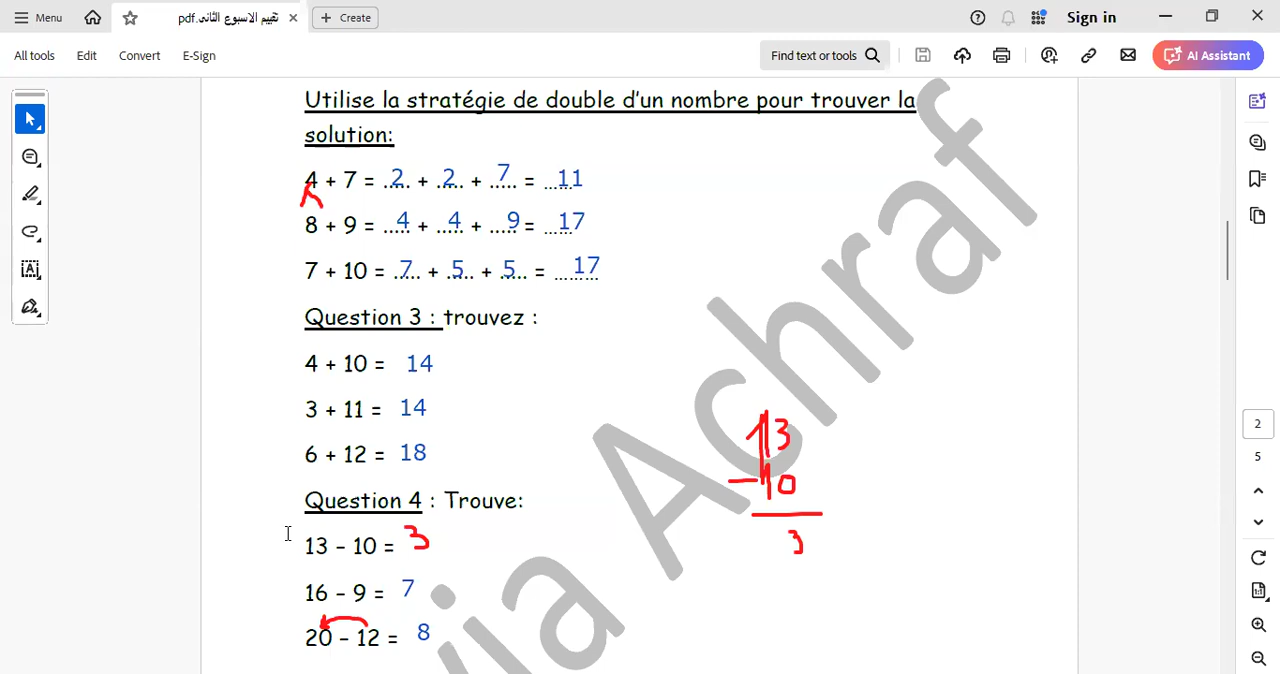 Menu
تقييم الاسبوع الثانى.pdf
Create
Sign in
All tools
Edit
Convert
E-Sign
Find text or tools
AI Assistant
Utilise la stratégie de double d'un nombre pour trouver la
solution:
4 + 7 = ..2.. + ..2.. + ..7.. = ....11
8 + 9 = ..4.. + ..4.. + ..9.. = ....17
7 + 10 = ..7.. + ..5.. + ..5.. = ....17
Question 3 : trouvez :
4 + 10 = 14
3 + 11 = 14
6 + 12 = 18
Question 4 : Trouve:
13 – 10 = 3
16 – 9 = 7
20 – 12 = 8
13
– 10
3
Achraf
2
5